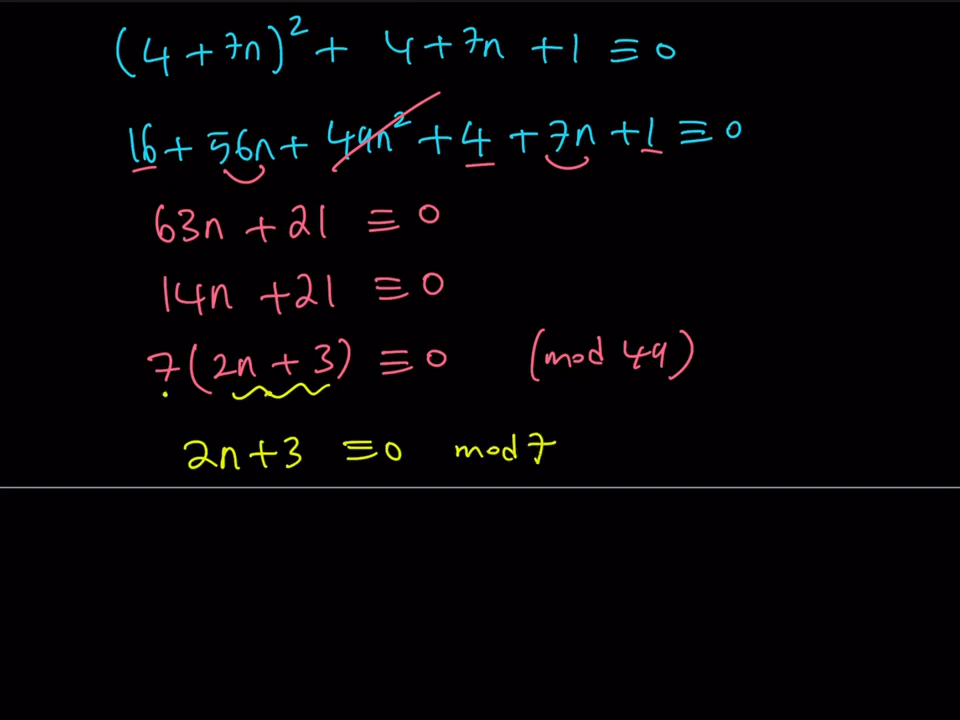 (4 + 7n)² + 4 + 7n + 1 ≡ 0
16 + 56n + 49n² + 4 + 7n + 1 ≡ 0
63n + 21 ≡ 0
14n + 21 ≡ 0
7(2n + 3) ≡ 0 (mod 49)
2n + 3 ≡ 0 mod 7